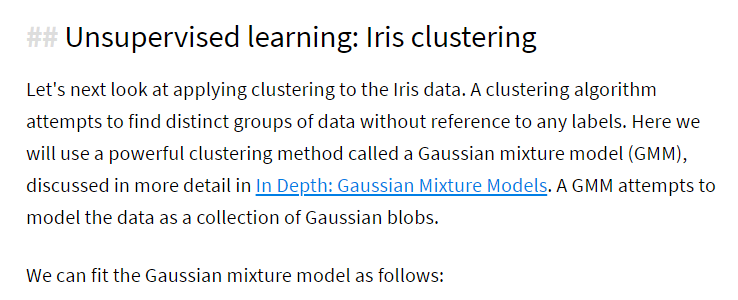 ## Unsupervised learning: Iris clustering
Let's next look at applying clustering to the Iris data. A clustering algorithm
attempts to find distinct groups of data without reference to any labels. Here we
will use a powerful clustering method called a Gaussian mixture model (GMM),
discussed in more detail in In Depth: Gaussian Mixture Models. A GMM attempts to
model the data as a collection of Gaussian blobs.
We can fit the Gaussian mixture model as follows: